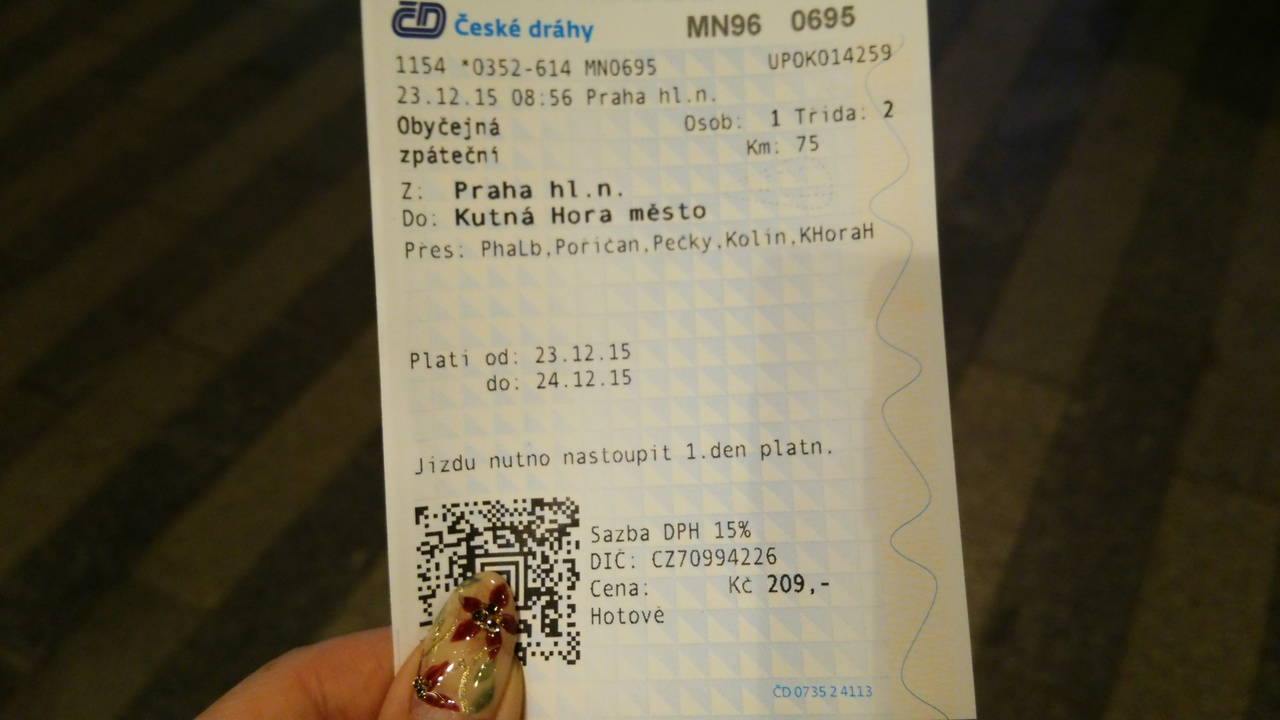 ČD České dráhy MN96 0695
1154 *0352-614 MN0695 UPOK014259
23.12.15 08:56 Praha hl.n.
Obyčejná Osob: 1 Třída: 2
zpáteční Km: 75
Z: Praha hl.n.
Do: Kutná Hora město
Přes: PhaLb,Poříčan,Pečky,Kolín,KHoraH
Platí od: 23.12.15
do: 24.12.15
Jízdu nutno nastoupit 1.den platn.
Sazba DPH 15%
DIČ: CZ70994226
Cena: Kč 209,-
Hotově
ČD 0735 2 4113